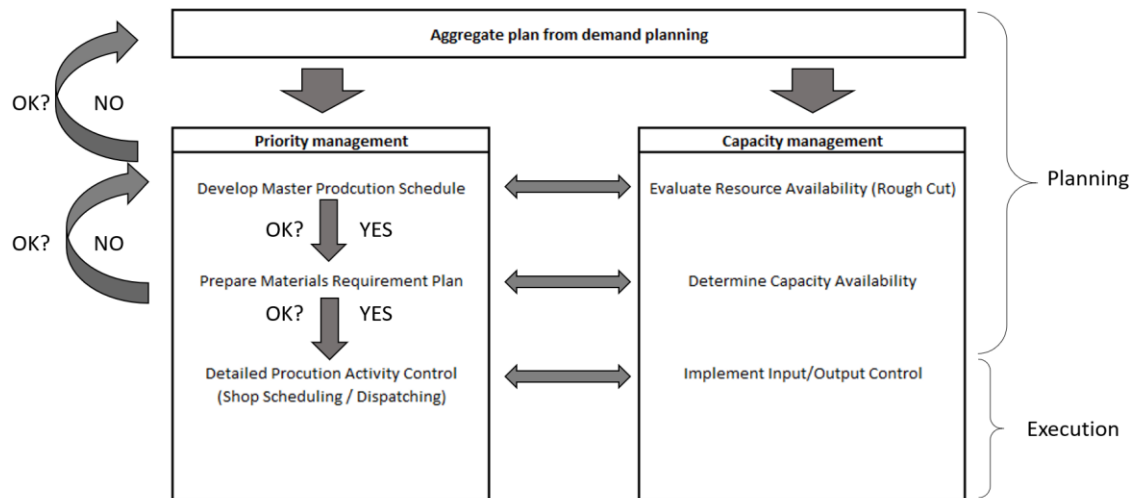 Aggregate plan from demand planning
OK? NO
Priority management
Capacity management
Planning
Develop Master Prodcution Schedule
Evaluate Resource Availability (Rough Cut)
OK? YES
OK? NO
Prepare Materials Requirement Plan
Determine Capacity Availability
OK? YES
Detailed Procution Activity Control
(Shop Scheduling / Dispatching)
Implement Input/Output Control
Execution